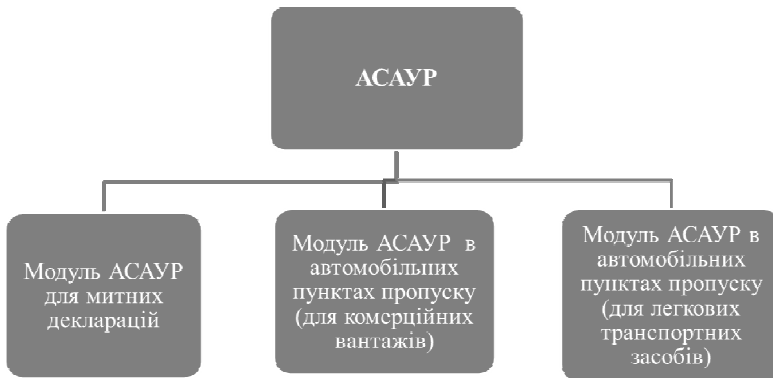 АСАУР
Модуль АСАУР
для митних
декларацій
Модуль АСАУР в
автомобільних
пунктах пропуску
(для комерційних
вантажів)
Модуль АСАУР в
автомобільних
пунктах пропуску
(для легкових
транспортних
засобів)